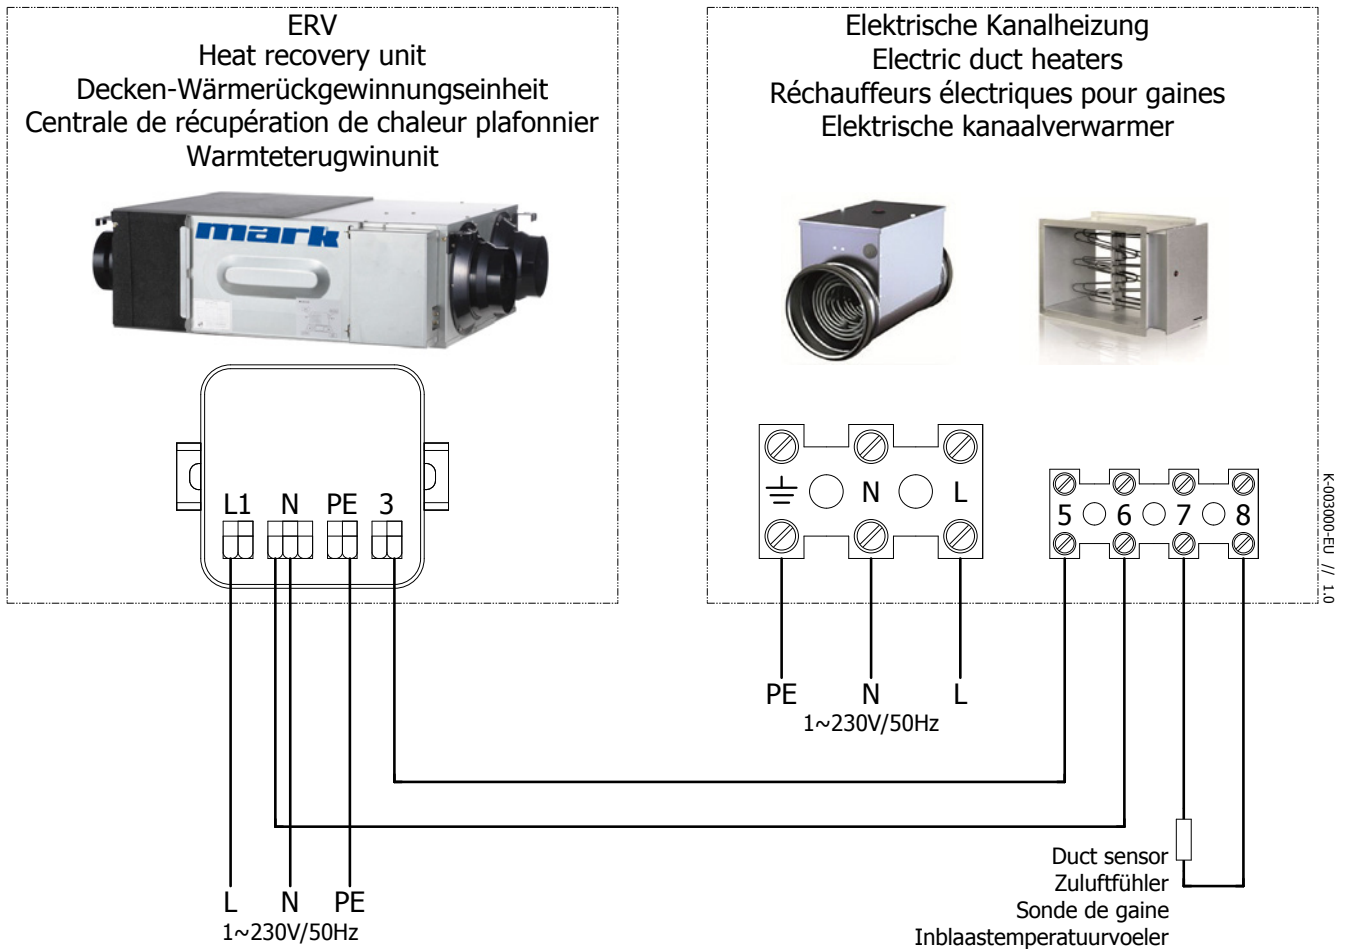 ERV
Heat recovery unit
Decken-Wärmerückgewinnungseinheit
Centrale de récupération de chaleur plafonnier
Warmteterugwinunit
mark
L1 N PE 3
L N PE
1~230V/50Hz
Elektrische Kanalheizung
Electric duct heaters
Réchauffeurs électriques pour gaines
Elektrische kanaalverwarmer
N L
5 6 7 8
PE N L
1~230V/50Hz
Duct sensor
Zuluftfühler
Sonde de gaine
Inblaastemperatuurvoeler
K-003000-EU // 1.0